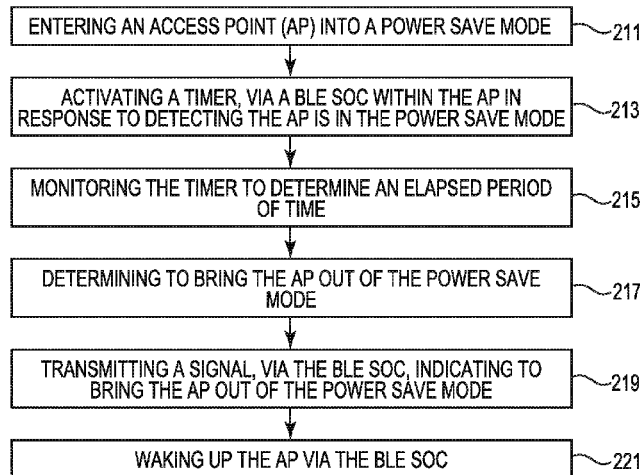 ENTERING AN ACCESS POINT (AP) INTO A POWER SAVE MODE
211
ACTIVATING A TIMER, VIA A BLE SOC WITHIN THE AP IN
RESPONSE TO DETECTING THE AP IS IN THE POWER SAVE MODE
213
MONITORING THE TIMER TO DETERMINE AN ELAPSED PERIOD
OF TIME
215
DETERMINING TO BRING THE AP OUT OF THE POWER SAVE
MODE
217
TRANSMITTING A SIGNAL, VIA THE BLE SOC, INDICATING TO
BRING THE AP OUT OF THE POWER SAVE MODE
219
WAKING UP THE AP VIA THE BLE SOC
221